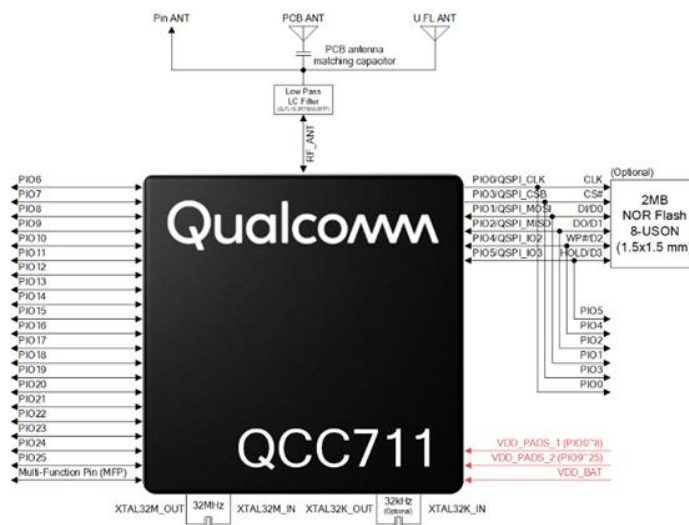 Pin ANT
PCB ANT
U.FL ANT
PCB antenna
matching capacitor
Low Pass
LC Filter
RF_ANT
PIO6
PIO7
PIO8
PIO9
PIO10
PIO11
PIO12
PIO13
PIO14
PIO15
PIO16
PIO17
PIO18
PIO19
PIO20
PIO21
PIO22
PIO23
PIO24
PIO25
Multi-Function Pin (MFP)
Qualcomm
QCC711
PIO0/QSPI_CLK CLK
PIO3/QSPI_CSB CS#
PIO1/QSPI_MOSI DI/D0
PIO2/QSPI_MISO DO/D1
PIO4/QSPI_IO2 WP#/D2
PIO5/QSPI_IO3 HOLD/D3
(Optional)
2MB
NOR Flash
8-USON
(1.5x1.5 mm)
PIO5
PIO4
PIO2
PIO1
PIO3
PIO0
VDD_PADS_1 (PIO0~8)
VDD_PADS_2 (PIO9~25)
VDD_BAT
XTAL32M_OUT
32MHz
XTAL32M_IN
XTAL32K_OUT
32kHz
(Optional)
XTAL32K_IN